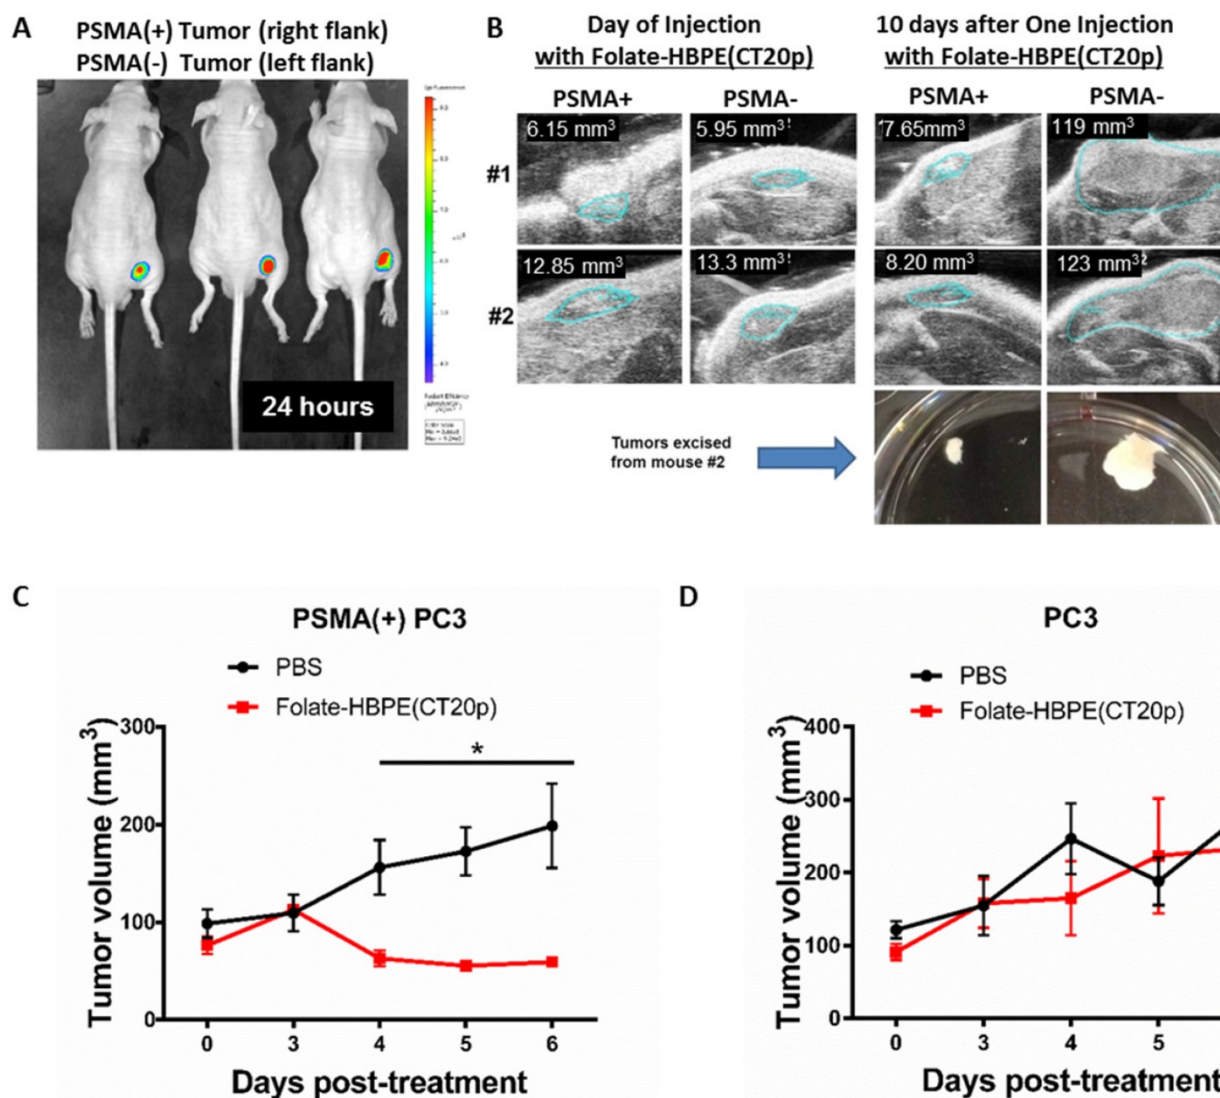 A
PSMA(+) Tumor (right flank)
PSMA(-) Tumor (left flank)
24 hours
B
Day of Injection
with Folate-HBPE(CT20p)
10 days after One Injection
with Folate-HBPE(CT20p)
PSMA+
PSMA-
PSMA+
PSMA-
#1
6.15 mm³
5.95 mm³
7.65mm³
119 mm³
#2
12.85 mm³
13.3 mm³
8.20 mm³
123 mm³
Tumors excised
from mouse #2
C
PSMA(+) PC3
PBS
Folate-HBPE(CT20p)
*
Tumor volume (mm³)
300
200
100
0
0 3 4 5 6
Days post-treatment
D
PC3
PBS
Folate-HBPE(CT20p)
Tumor volume (mm³)
400
300
200
100
0
0 3 4 5
Days post-treatment